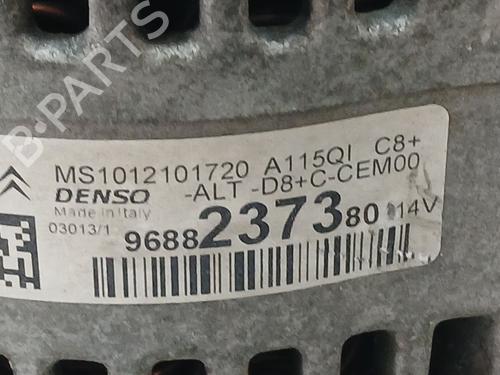 B-PARTS
MS1012101720 A115QI C8+
DENSO -ALT -D8+C-CEM00
Made in Italy
03013/1 9688237380 14V